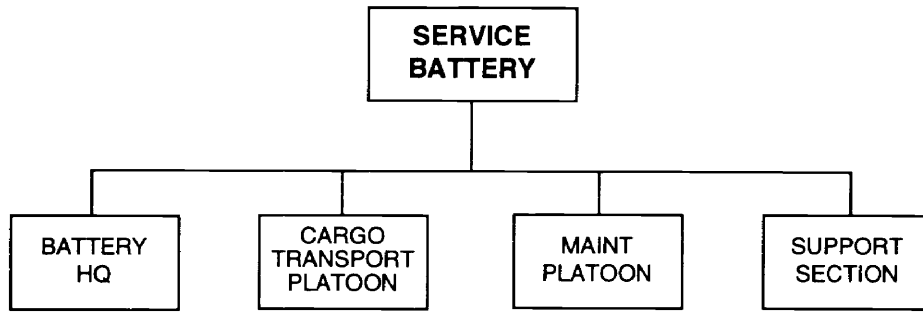 SERVICE
BATTERY
BATTERY
HQ
CARGO
TRANSPORT
PLATOON
MAINT
PLATOON
SUPPORT
SECTION